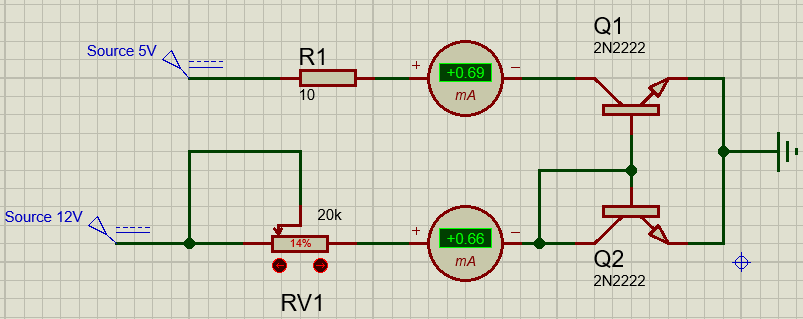 Q1
2N2222
Source 5V
R1
10
+
+0.69
mA
−
Source 12V
20k
14%
RV1
+
+0.66
mA
−
Q2
2N2222